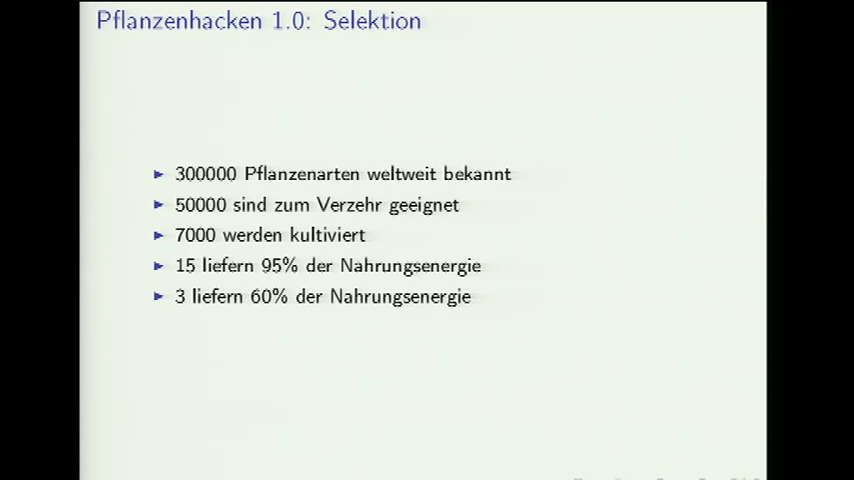 Pflanzenhacken 1.0: Selektion
300000 Pflanzenarten weltweit bekannt
50000 sind zum Verzehr geeignet
7000 werden kultiviert
15 liefern 95% der Nahrungsenergie
3 liefern 60% der Nahrungsenergie